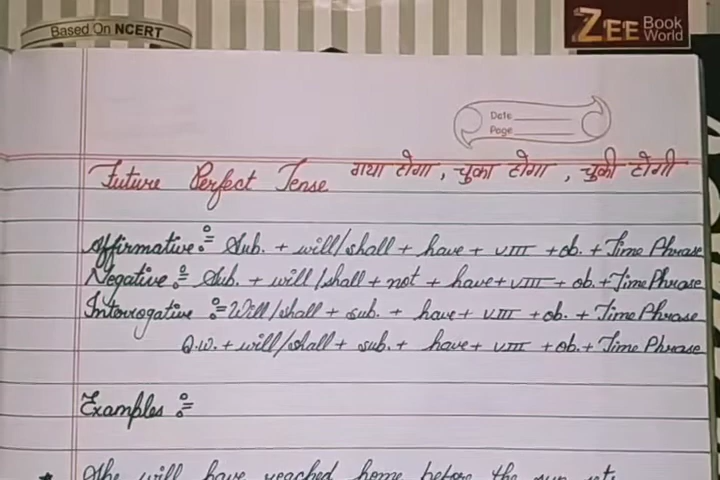 Based On NCERT
ZEE Book World
Date
Page
Future Perfect Tense गया होगा, चुका होगा, चुकी होगी
Affirmative:= Sub. + will/shall + have + VIII + ob. + Time Phrase
Negative:= Sub. + will/shall + not + have + VIII + ob. + Time Phrase
Interrogative:= Will/shall + sub. + have + VIII + ob. + Time Phrase
Q.w. + will/shall + sub. + have + VIII + ob. + Time Phrase
Examples:=
* She will have reached home before the sun sets.